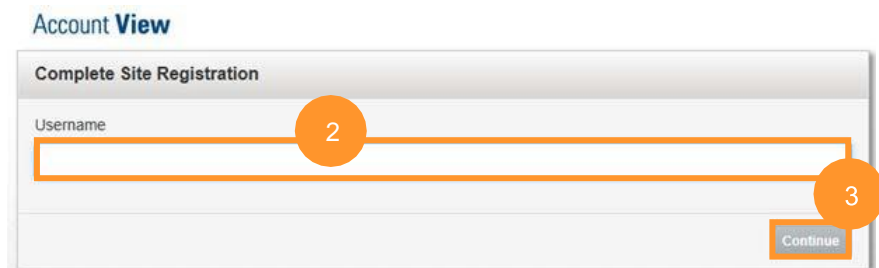 Account View
Complete Site Registration
Username
2
3
Continue